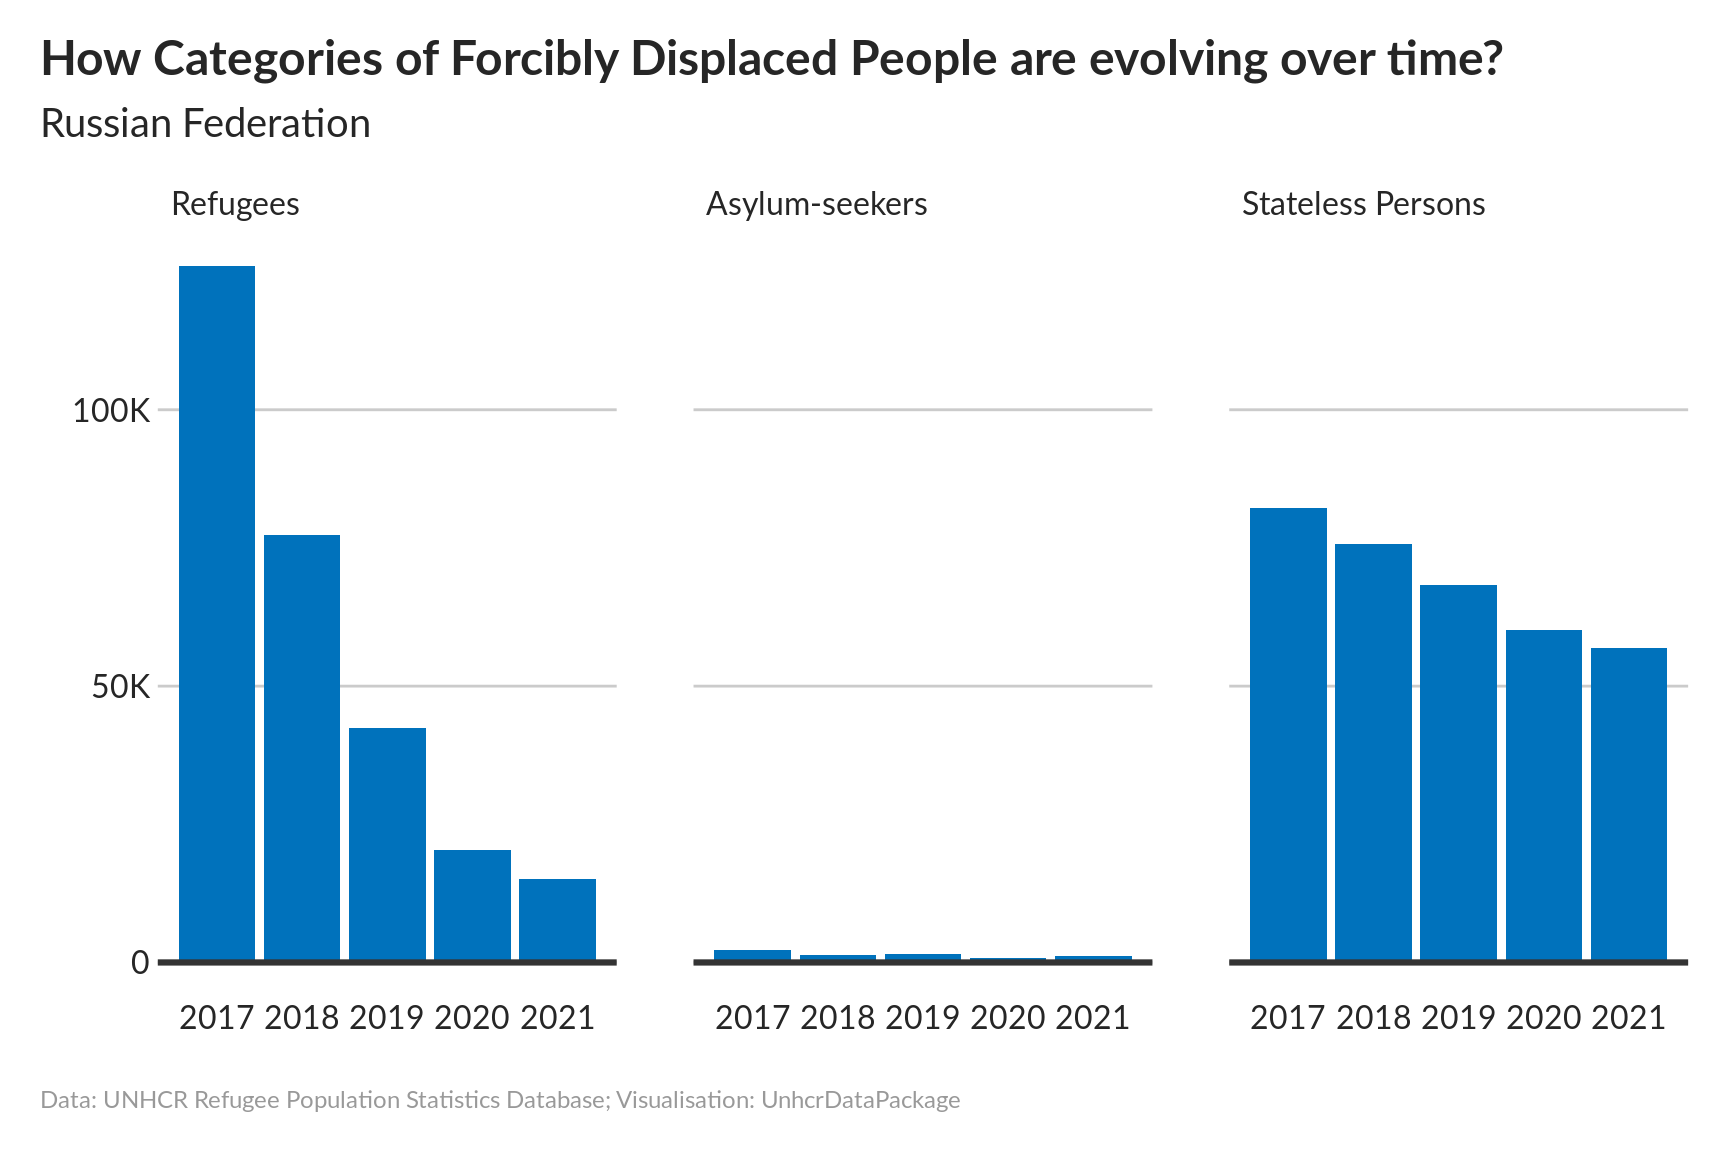 How Categories of Forcibly Displaced People are evolving over time?
Russian Federation
Refugees
Asylum-seekers
Stateless Persons
100K
50K
0
2017 2018 2019 2020 2021
2017 2018 2019 2020 2021
2017 2018 2019 2020 2021
Data: UNHCR Refugee Population Statistics Database; Visualisation: UnhcrDataPackage